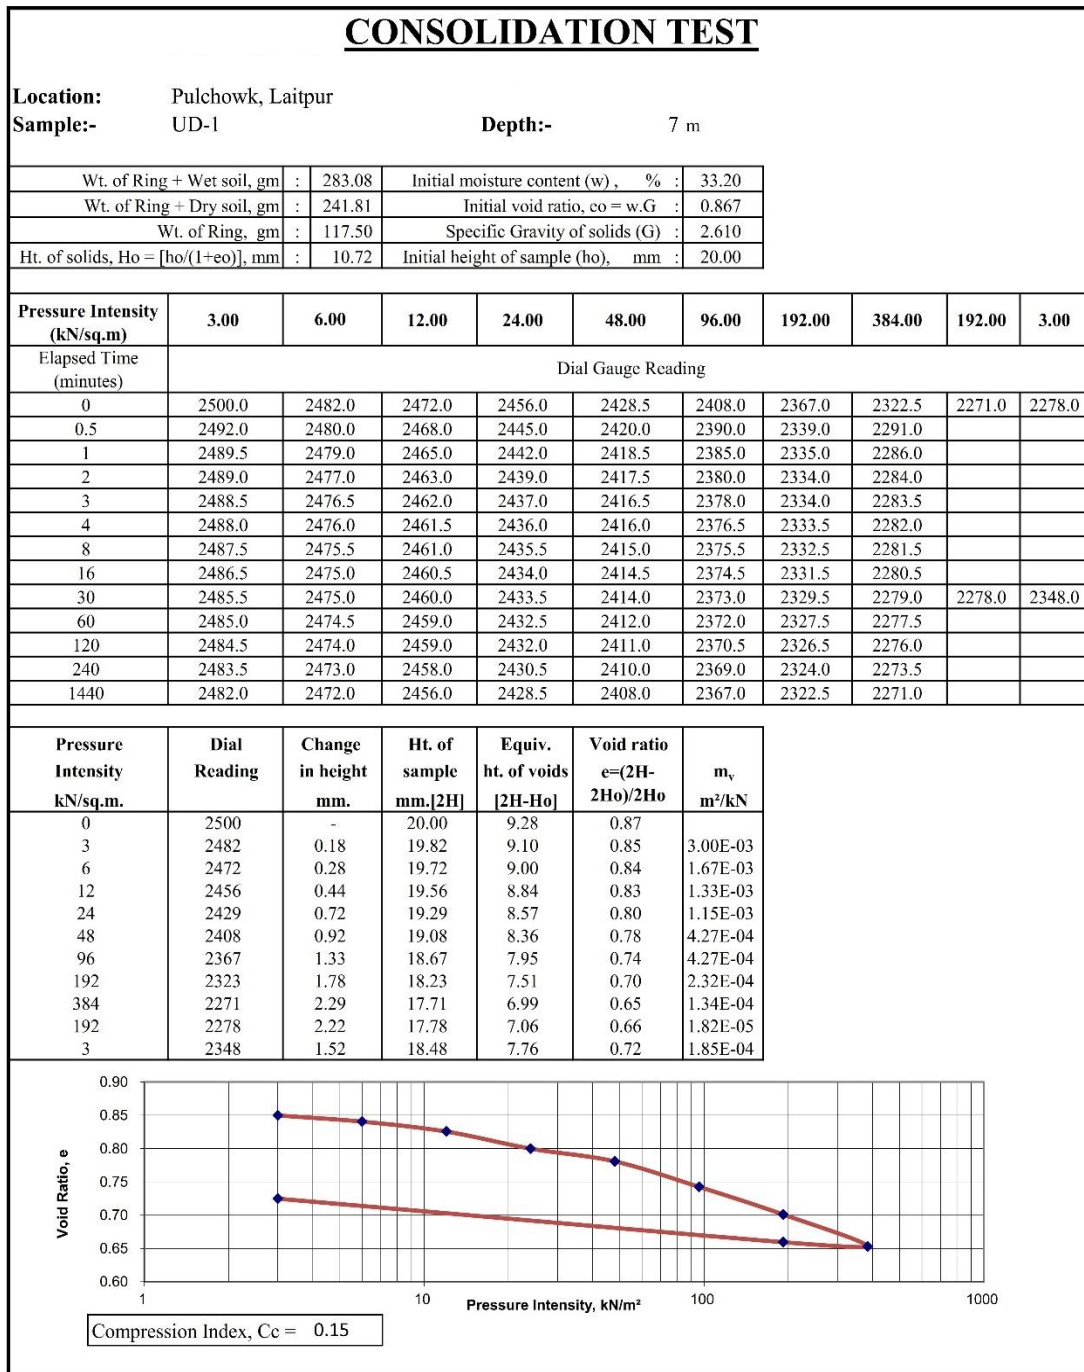 CONSOLIDATION TEST
Location: Pulchowk, Laitpur
Sample:- UD-1 Depth:- 7 m
Wt. of Ring + Wet soil, gm : 283.08 Initial moisture content (w) , % : 33.20
Wt. of Ring + Dry soil, gm : 241.81 Initial void ratio, eo = w.G : 0.867
Wt. of Ring, gm : 117.50 Specific Gravity of solids (G) : 2.610
Ht. of solids, Ho = [ho/(1+eo)], mm : 10.72 Initial height of sample (ho), mm : 20.00
Pressure Intensity (kN/sq.m) 3.00 6.00 12.00 24.00 48.00 96.00 192.00 384.00 192.00 3.00
Elapsed Time (minutes) Dial Gauge Reading
0 2500.0 2482.0 2472.0 2456.0 2428.5 2408.0 2367.0 2322.5 2271.0 2278.0
0.5 2492.0 2480.0 2468.0 2445.0 2420.0 2390.0 2339.0 2291.0
1 2489.5 2479.0 2465.0 2442.0 2418.5 2385.0 2335.0 2286.0
2 2489.0 2477.0 2463.0 2439.0 2417.5 2380.0 2334.0 2284.0
3 2488.5 2476.5 2462.0 2437.0 2416.5 2378.0 2334.0 2283.5
4 2488.0 2476.0 2461.5 2436.0 2416.0 2376.5 2333.5 2282.0
8 2487.5 2475.5 2461.0 2435.5 2415.0 2375.5 2332.5 2281.5
16 2486.5 2475.0 2460.5 2434.0 2414.5 2374.5 2331.5 2280.5
30 2485.5 2475.0 2460.0 2433.5 2414.0 2373.0 2329.5 2279.0 2278.0 2348.0
60 2485.0 2474.5 2459.0 2432.5 2412.0 2372.0 2327.5 2277.5
120 2484.5 2474.0 2459.0 2432.0 2411.0 2370.5 2326.5 2276.0
240 2483.5 2473.0 2458.0 2430.5 2410.0 2369.0 2324.0 2273.5
1440 2482.0 2472.0 2456.0 2428.5 2408.0 2367.0 2322.5 2271.0
Pressure Dial Change Ht. of Equiv. Void ratio
Intensity Reading in height sample ht. of voids e=(2H- mv
kN/sq.m. mm. mm.[2H] [2H-Ho] 2Ho)/2Ho m²/kN
0 2500 - 20.00 9.28 0.87
3 2482 0.18 19.82 9.10 0.85 3.00E-03
6 2472 0.28 19.72 9.00 0.84 1.67E-03
12 2456 0.44 19.56 8.84 0.83 1.33E-03
24 2429 0.72 19.29 8.57 0.80 1.15E-03
48 2408 0.92 19.08 8.36 0.78 4.27E-04
96 2367 1.33 18.67 7.95 0.74 4.27E-04
192 2323 1.78 18.23 7.51 0.70 2.32E-04
384 2271 2.29 17.71 6.99 0.65 1.34E-04
192 2278 2.22 17.78 7.06 0.66 1.82E-05
3 2348 1.52 18.48 7.76 0.72 1.85E-04
0.90
0.85
0.80
0.75
0.70
0.65
0.60
Void Ratio, e
1 10 100 1000
Pressure Intensity, kN/m²
Compression Index, Cc = 0.15